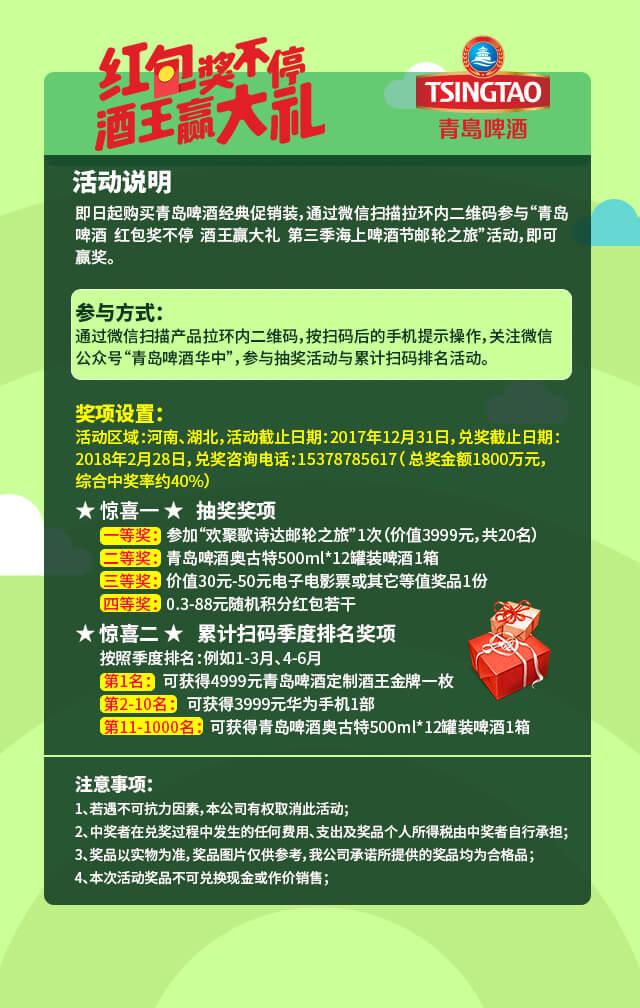 红包奖不停
酒王赢大礼
TSINGTAO
青岛啤酒
活动说明
即日起购买青岛啤酒经典促销装，通过微信扫描拉环内二维码参与“青岛
啤酒 红包奖不停 酒王赢大礼 第三季海上啤酒节邮轮之旅”活动，即可
赢奖。
参与方式：
通过微信扫描产品拉环内二维码，按扫码后的手机提示操作，关注微信
公众号“青岛啤酒华中”，参与抽奖活动与累计扫码排名活动。
奖项设置：
活动区域：河南、湖北，活动截止日期：2017年12月31日，兑奖截止日期：
2018年2月28日，兑奖咨询电话：15378785617（ 总奖金额1800万元，
综合中奖率约40%）
★ 惊喜一 ★ 抽奖奖项
一等奖： 参加“欢聚歌诗达邮轮之旅”1次（价值3999元，共20名）
二等奖： 青岛啤酒奥古特500ml*12罐装啤酒1箱
三等奖： 价值30元-50元电子电影票或其它等值奖品1份
四等奖： 0.3-88元随机积分红包若干
★ 惊喜二 ★ 累计扫码季度排名奖项
按照季度排名：例如1-3月、4-6月
第1名： 可获得4999元青岛啤酒定制酒王金牌一枚
第2-10名： 可获得3999元华为手机1部
第11-1000名： 可获得青岛啤酒奥古特500ml*12罐装啤酒1箱
注意事项：
1、若遇不可抗力因素，本公司有权取消此活动；
2、中奖者在兑奖过程中发生的任何费用、支出及奖品个人所得税由中奖者自行承担；
3、奖品以实物为准，奖品图片仅供参考，我公司承诺所提供的奖品均为合格品；
4、本次活动奖品不可兑换现金或作价销售；